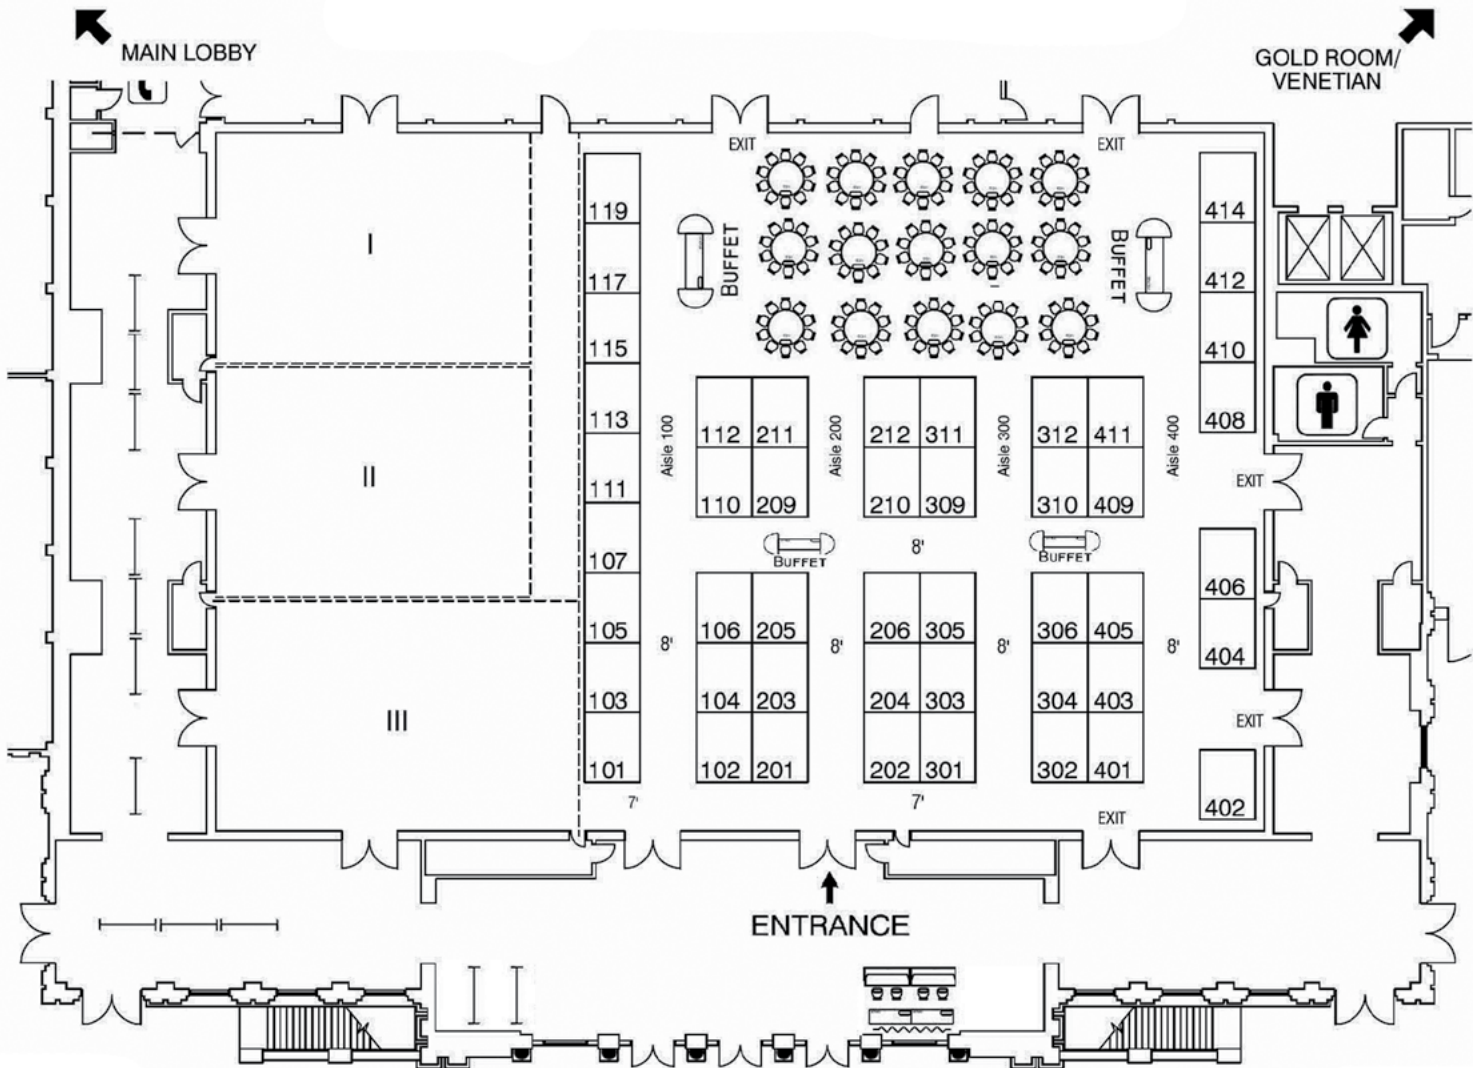 MAIN LOBBY
GOLD ROOM/
VENETIAN
EXIT
EXIT
119
414
I
BUFFET
BUFFET
117
412
115
410
113
Aisle 100
112 211
Aisle 200
212 311
Aisle 300
312 411
Aisle 400
408
II
111
110 209
210 309
310 409
EXIT
BUFFET
8'
BUFFET
107
406
105
8'
106 205
8'
206 305
8'
306 405
8'
404
103
104 203
204 303
304 403
III
EXIT
101
102 201
202 301
302 401
7'
7'
402
EXIT
ENTRANCE